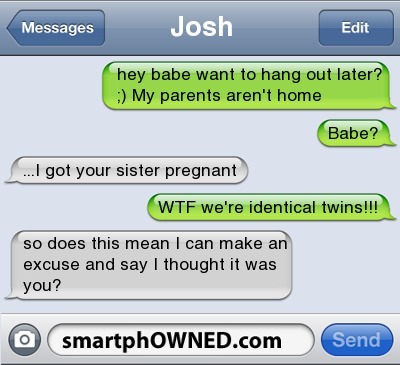 Messages
Josh
Edit
hey babe want to hang out later?
;) My parents aren't home
Babe?
...I got your sister pregnant
WTF we're identical twins!!!
so does this mean I can make an
excuse and say I thought it was
you?
smartphOWNED.com
Send